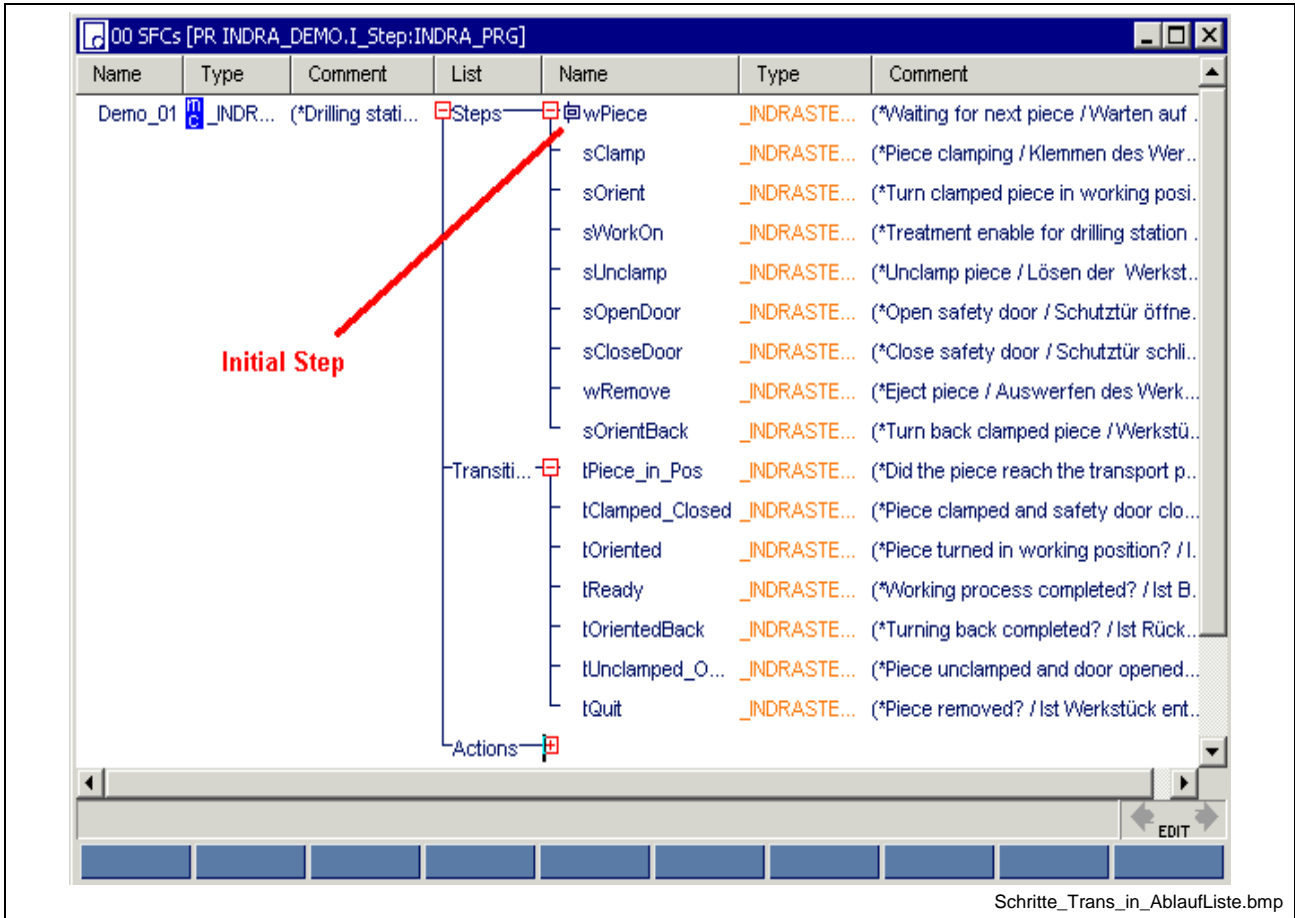 00 SFCs [PR INDRA_DEMO.I_Step:INDRA_PRG]
Name Type Comment List Name Type Comment
Demo_01 mc _INDR... (*Drilling stati... Steps wPiece _INDRASTE... (*Waiting for next piece / Warten auf .
sClamp _INDRASTE... (*Piece clamping / Klemmen des Wer..
sOrient _INDRASTE... (*Turn clamped piece in working posi.
sWorkOn _INDRASTE... (*Treatment enable for drilling station .
sUnclamp _INDRASTE... (*Unclamp piece / Lösen der Werkst..
sOpenDoor _INDRASTE... (*Open safety door / Schutztür öffne.
sCloseDoor _INDRASTE... (*Close safety door / Schutztür schli...
Initial Step
wRemove _INDRASTE... (*Eject piece / Auswerfen des Werk...
sOrientBack _INDRASTE... (*Turn back clamped piece / Werkstü..
Transiti... tPiece_in_Pos _INDRASTE... (*Did the piece reach the transport p...
tClamped_Closed _INDRASTE... (*Piece clamped and safety door clo...
tOriented _INDRASTE... (*Piece turned in working position? / I.
tReady _INDRASTE... (*Working process completed? / Ist B.
tOrientedBack _INDRASTE... (*Turning back completed? / Ist Rück...
tUnclamped_O... _INDRASTE... (*Piece unclamped and door opened...
tQuit _INDRASTE... (*Piece removed? / Ist Werkstück ent..
Actions
EDIT
Schritte_Trans_in_AblaufListe.bmp